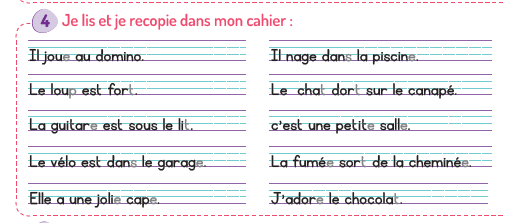 4 Je lis et je recopie dans mon cahier :
Il joue au domino.
Il nage dans la piscine.
Le loup est fort.
Le chat dort sur le canapé.
La guitare est sous le lit.
c'est une petite salle.
Le vélo est dans le garage.
La fumée sort de la cheminée.
Elle a une jolie cape.
J'adore le chocolat.